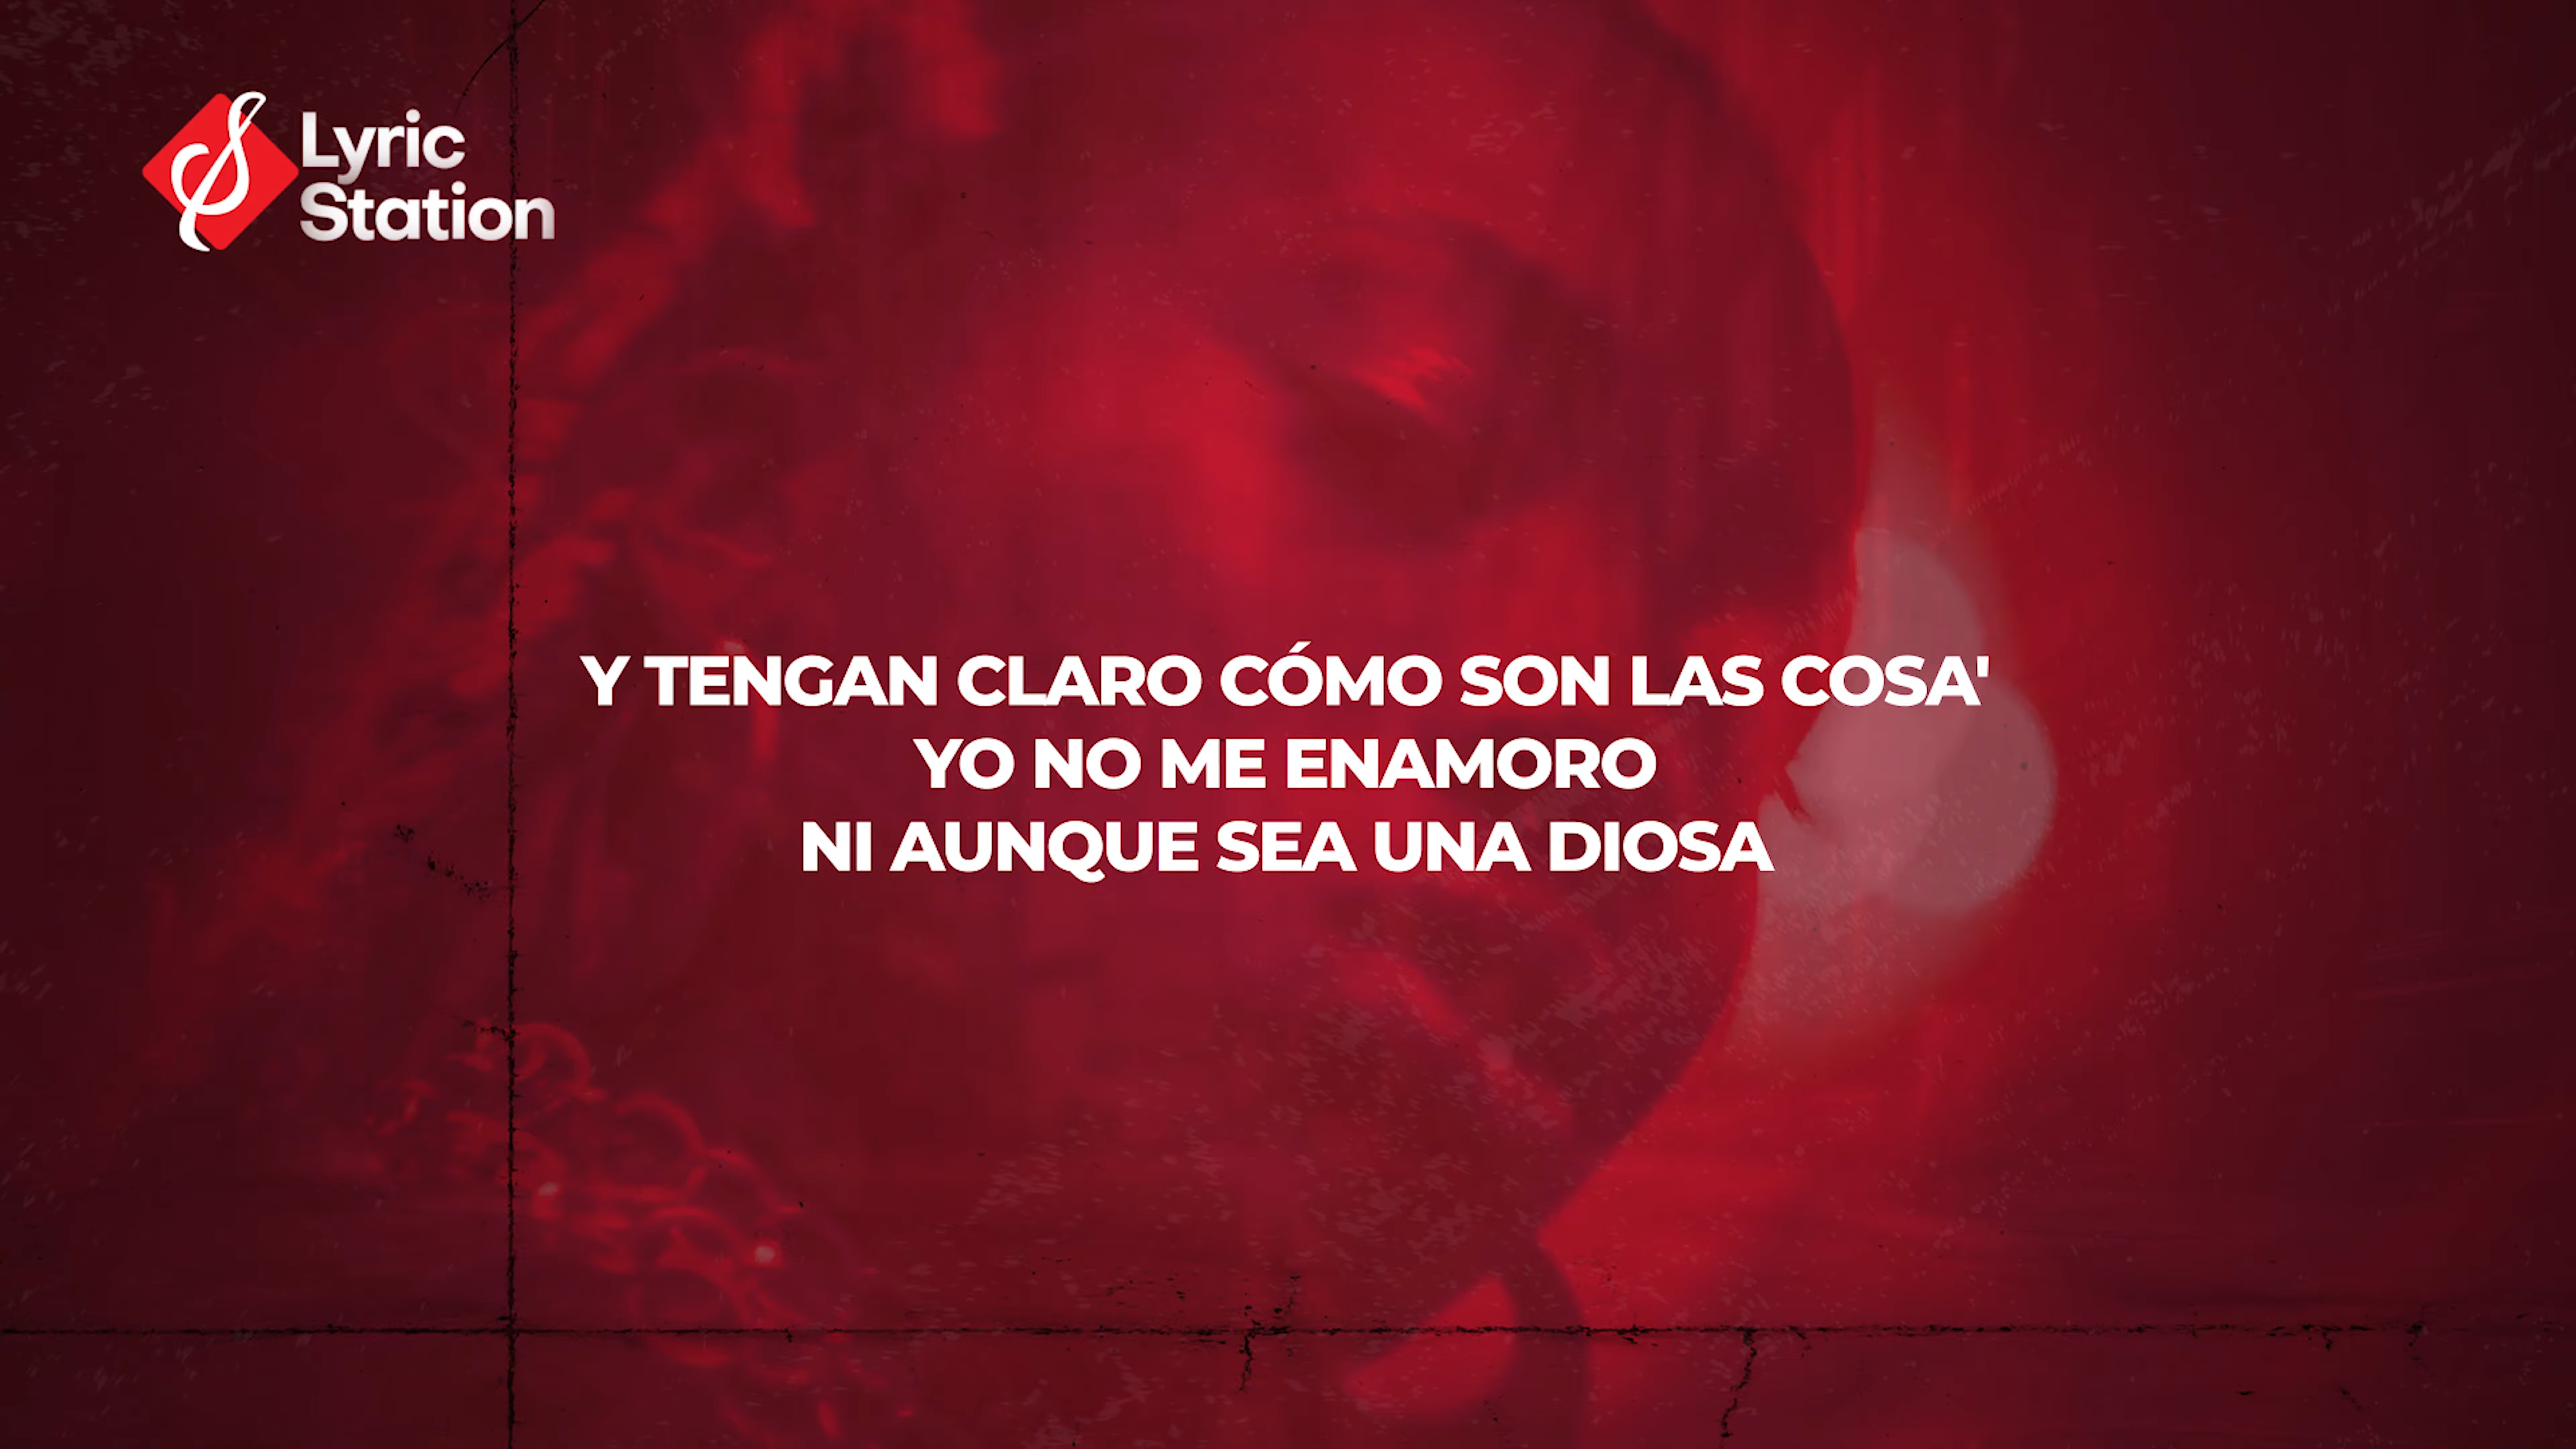 Lyric
Station
Y TENGAN CLARO CÓMO SON LAS COSA'
YO NO ME ENAMORO
NI AUNQUE SEA UNA DIOSA